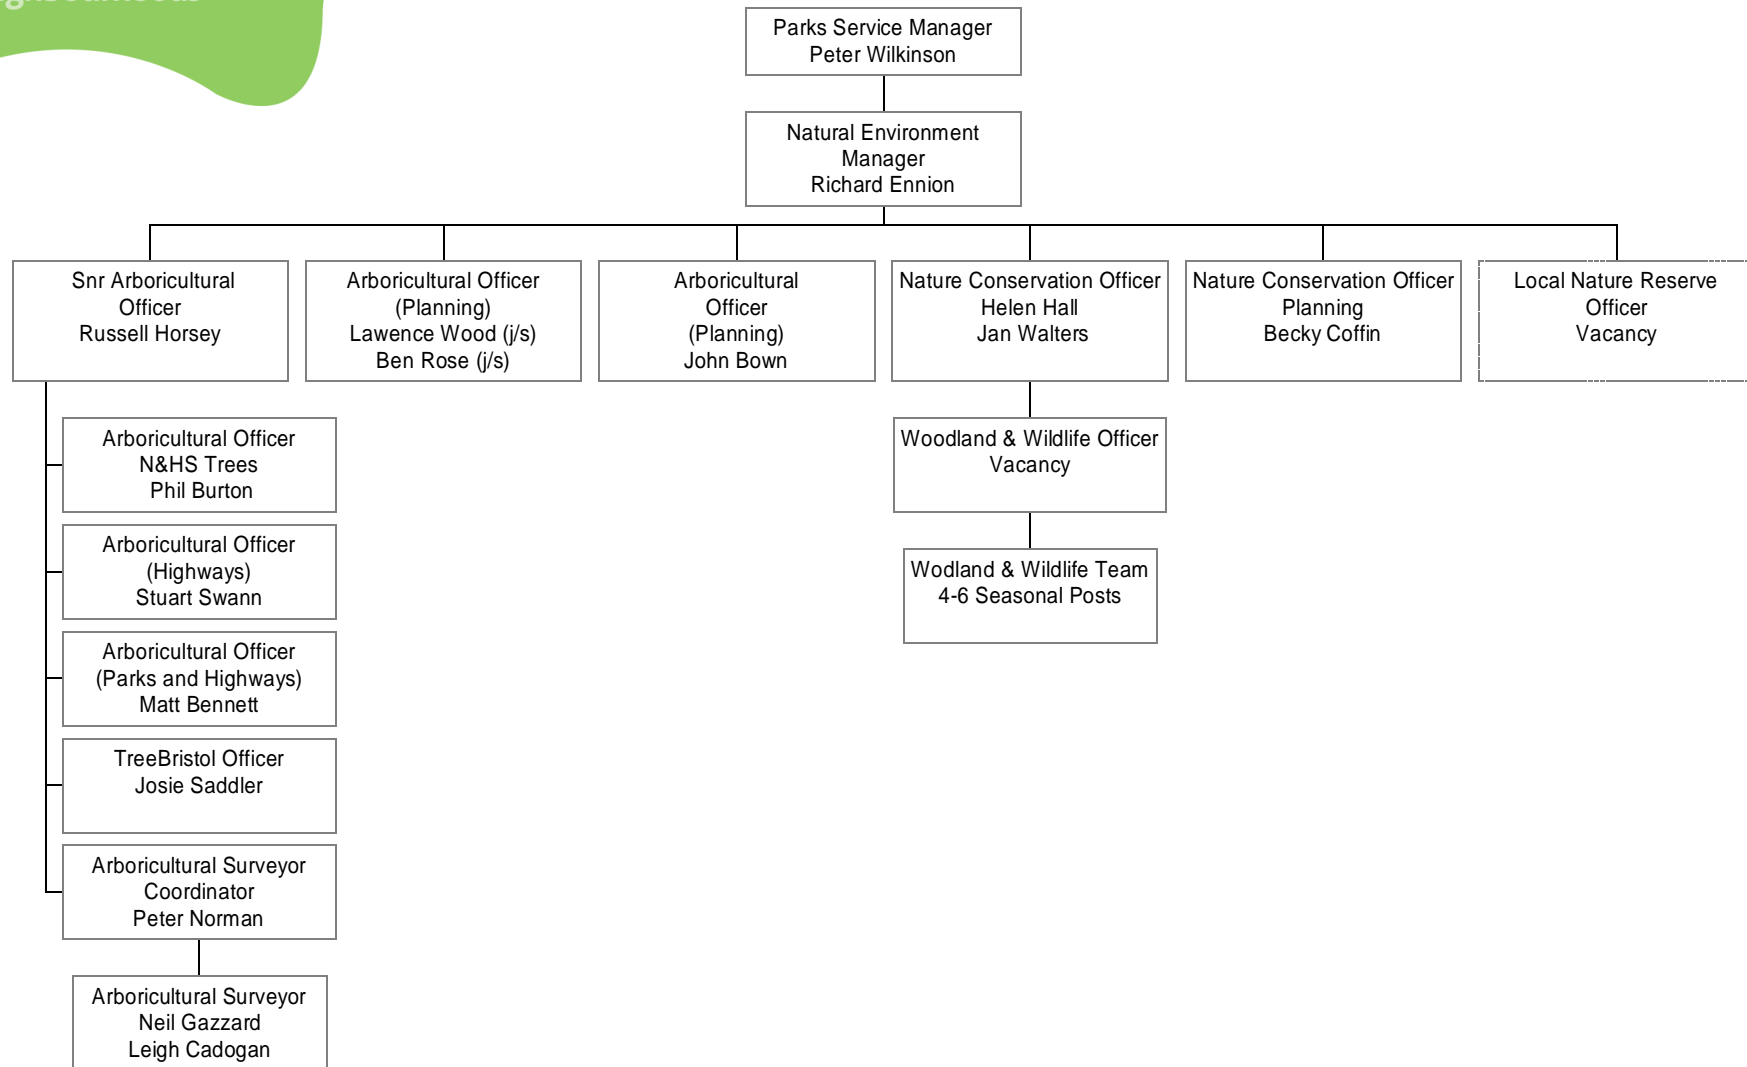 Parks Service Manager
Peter Wilkinson
Natural Environment
Manager
Richard Ennion
Snr Arboricultural
Officer
Russell Horsey
Arboricultural Officer
(Planning)
Lawence Wood (j/s)
Ben Rose (j/s)
Arboricultural
Officer
(Planning)
John Bown
Nature Conservation Officer
Helen Hall
Jan Walters
Nature Conservation Officer
Planning
Becky Coffin
Local Nature Reserve
Officer
Vacancy
Arboricultural Officer
N&HS Trees
Phil Burton
Arboricultural Officer
(Highways)
Stuart Swann
Arboricultural Officer
(Parks and Highways)
Matt Bennett
TreeBristol Officer
Josie Saddler
Arboricultural Surveyor
Coordinator
Peter Norman
Arboricultural Surveyor
Neil Gazzard
Leigh Cadogan
Woodland & Wildlife Officer
Vacancy
Wodland & Wildlife Team
4-6 Seasonal Posts